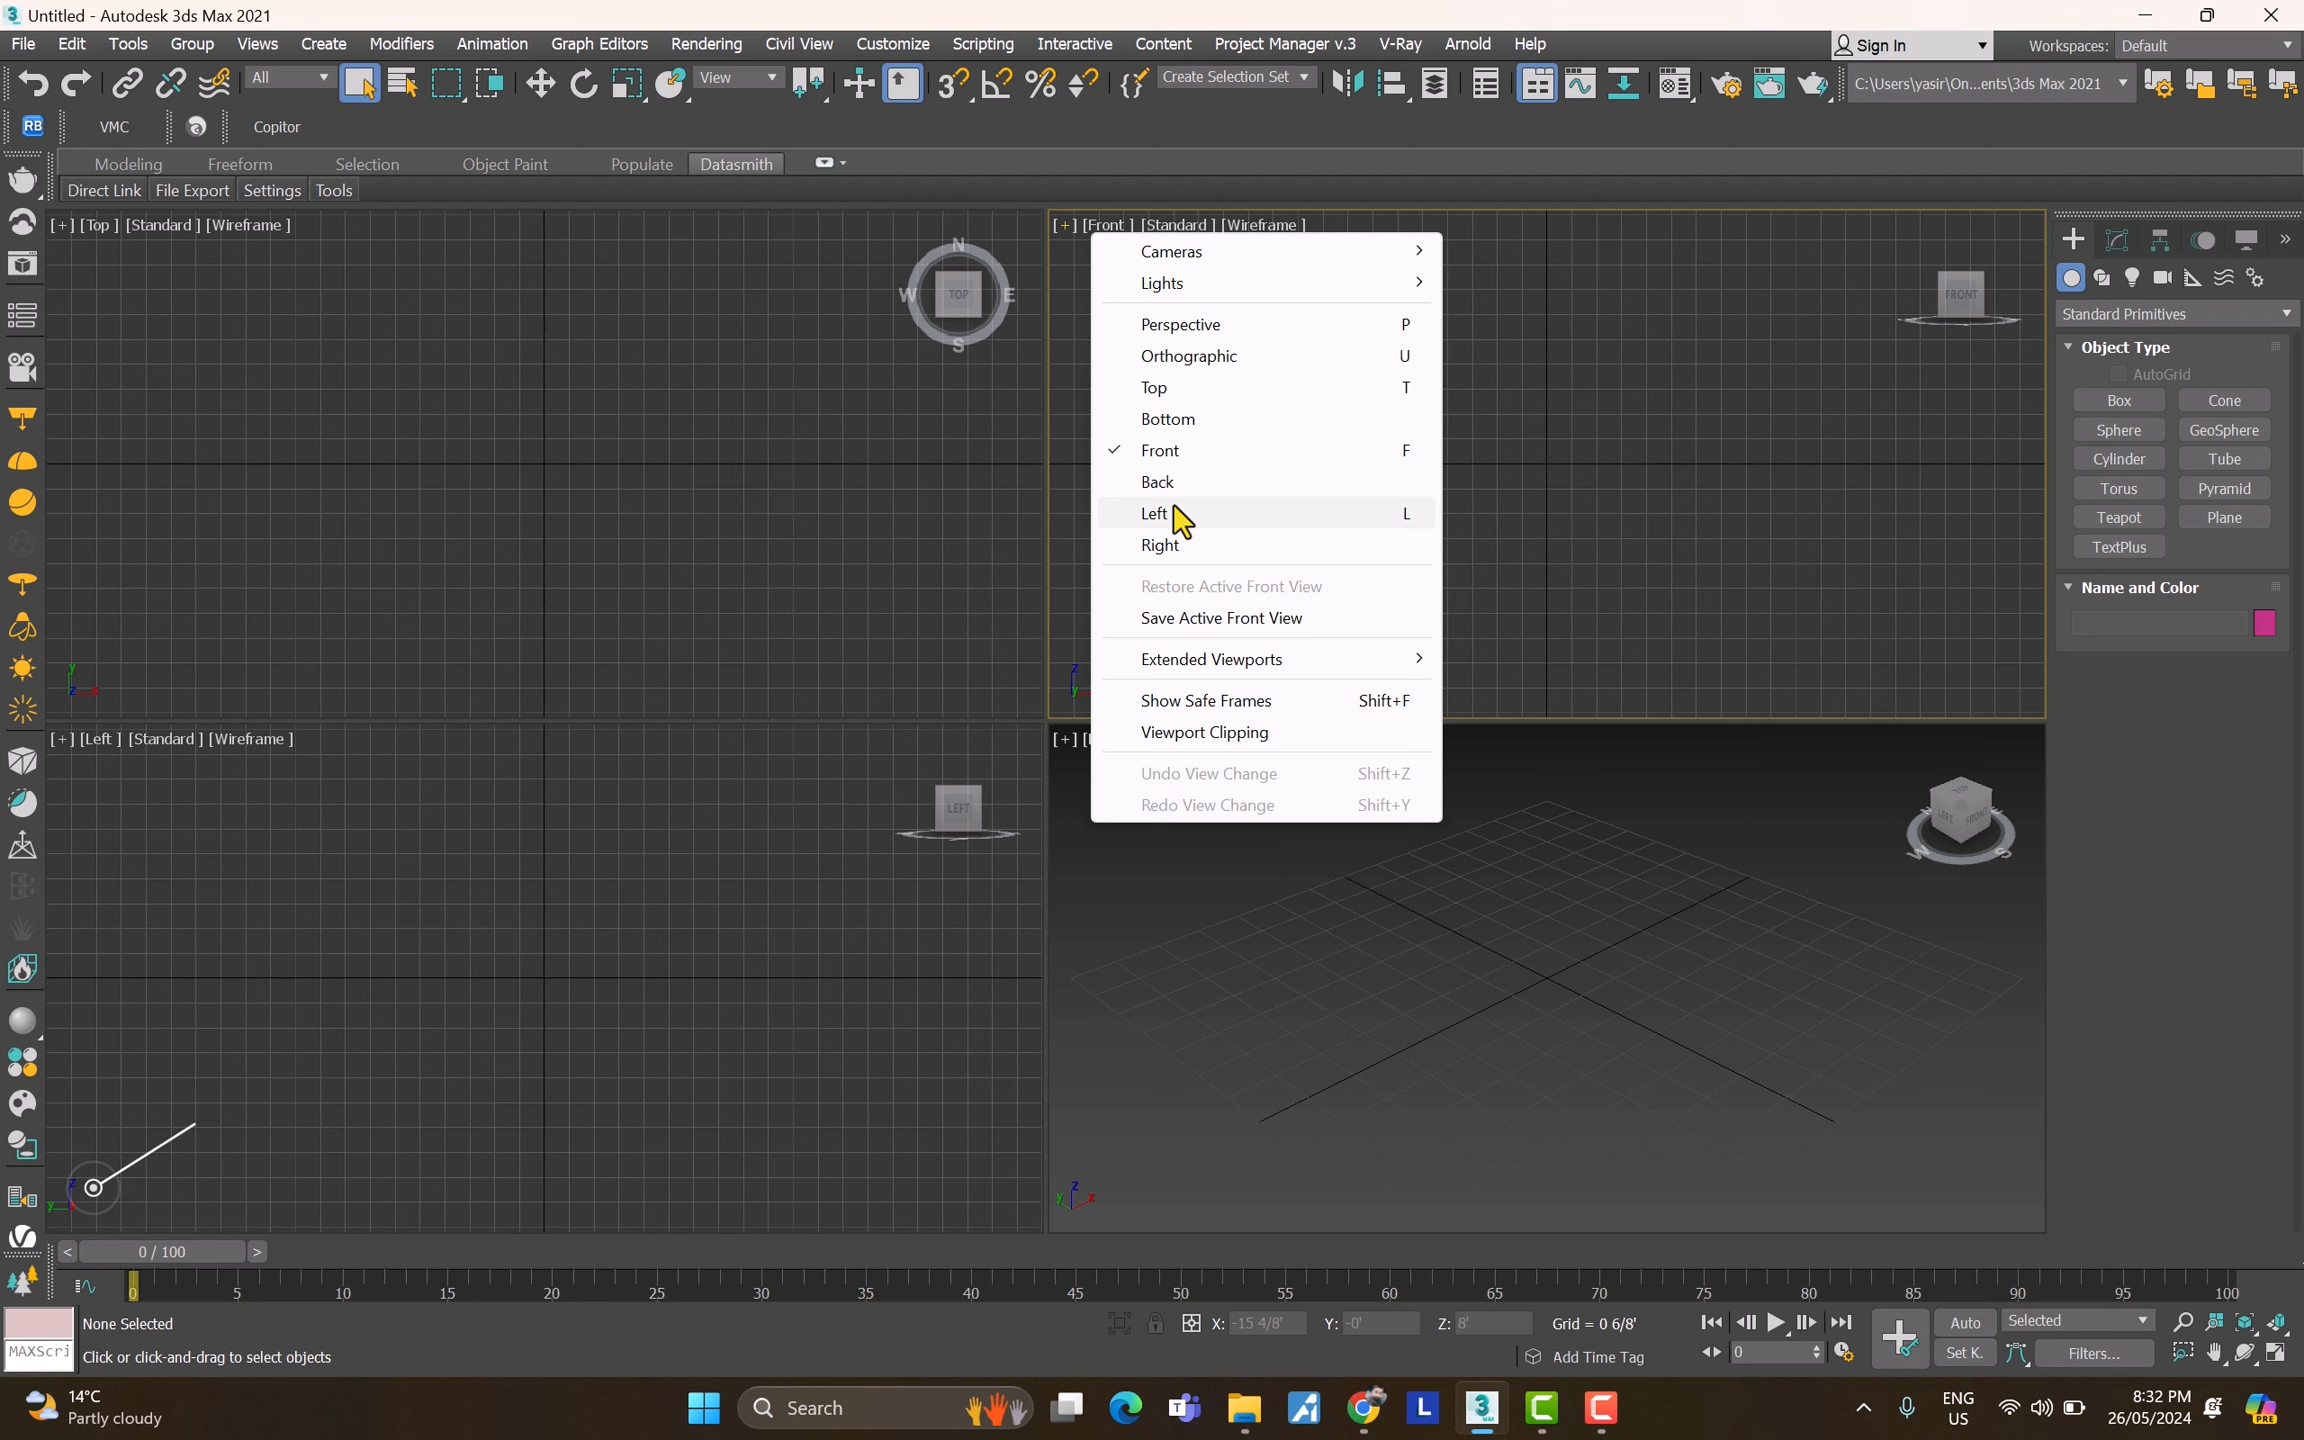 Untitled - Autodesk 3ds Max 2021
File Edit Tools Group Views Create Modifiers Animation Graph Editors Rendering Civil View Customize Scripting Interactive Content Project Manager v.3 V-Ray Arnold Help Sign In Workspaces: Default
All View Create Selection Set C:\Users\yasir\On...ents\3ds Max 2021
RB VMC Copitor
Modeling Freeform Selection Object Paint Populate Datasmith
Direct Link File Export Settings Tools
[+] [Top ] [Standard ] [Wireframe ]
N
W TOP E
S
y
z x
[+] [Front ] [Standard ] [Wireframe ]
FRONT
z
y
Cameras
Lights
Perspective P
Orthographic U
Top T
Bottom
Front F
Back
Left L
Right
Restore Active Front View
Save Active Front View
Extended Viewports
Show Safe Frames Shift+F
Viewport Clipping
Undo View Change Shift+Z
Redo View Change Shift+Y
Standard Primitives
Object Type
AutoGrid
Box Cone
Sphere GeoSphere
Cylinder Tube
Torus Pyramid
Teapot Plane
TextPlus
Name and Color
[+] [Left ] [Standard ] [Wireframe ]
LEFT
z
y
[+]
TOP
LEFT FRONT
W S
z
y x
< 0 / 100 >
0 5 10 15 20 25 30 35 40 45 50 55 60 65 70 75 80 85 90 95 100
None Selected X: -15 4/8' Y: -0' Z: 8' Grid = 0 6/8' Auto Selected
MAXScri Click or click-and-drag to select objects Add Time Tag 0 Set K. Filters...
14°C
Partly cloudy
Search
ENG
US
8:32 PM
26/05/2024
PRE